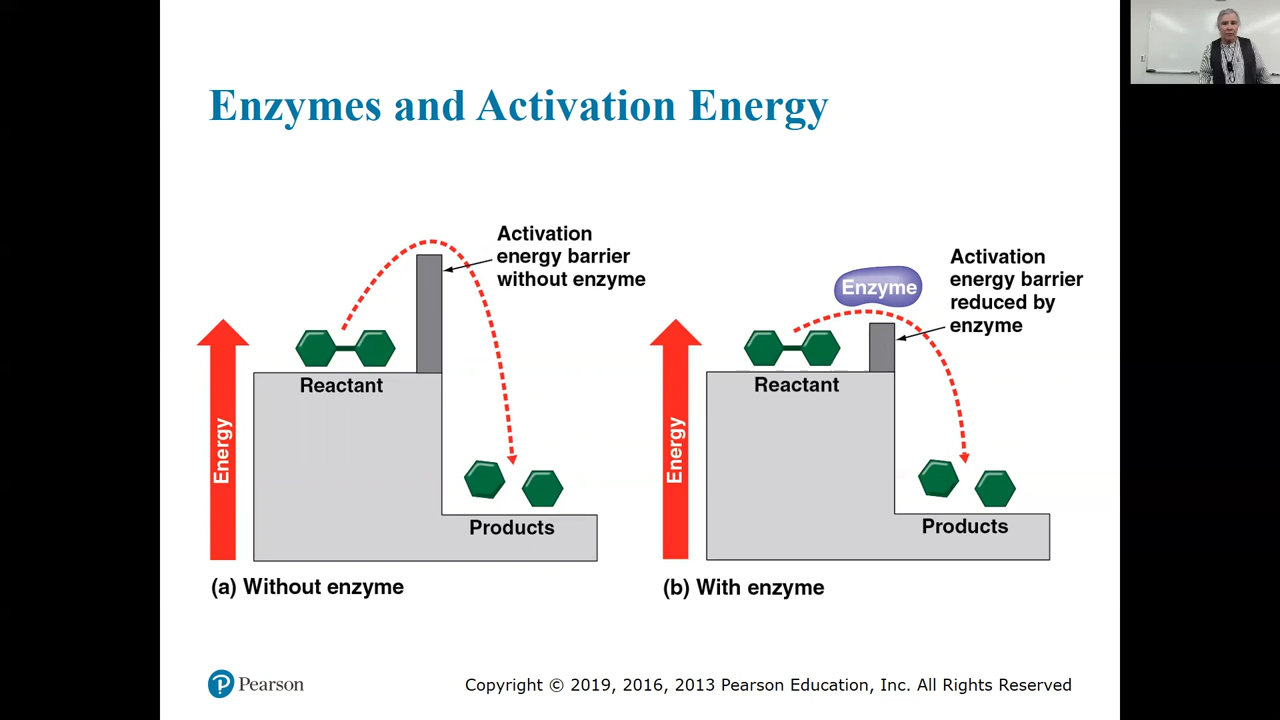 Enzymes and Activation Energy
Activation
energy barrier
without enzyme
Reactant
Energy
Products
(a) Without enzyme
Enzyme
Activation
energy barrier
reduced by
enzyme
Reactant
Energy
Products
(b) With enzyme
Pearson
Copyright © 2019, 2016, 2013 Pearson Education, Inc. All Rights Reserved